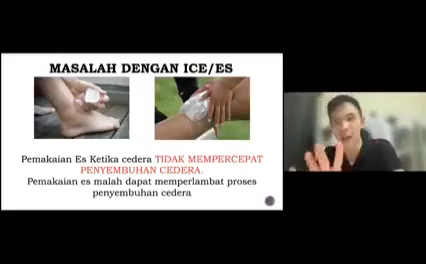 MASALAH DENGAN ICE/ES
Pemakaian Es Ketika cedera TIDAK MEMPERCEPAT
PENYEMBUHAN CEDERA.
Pemakaian es malah dapat memperlambat proses
penyembuhan cedera